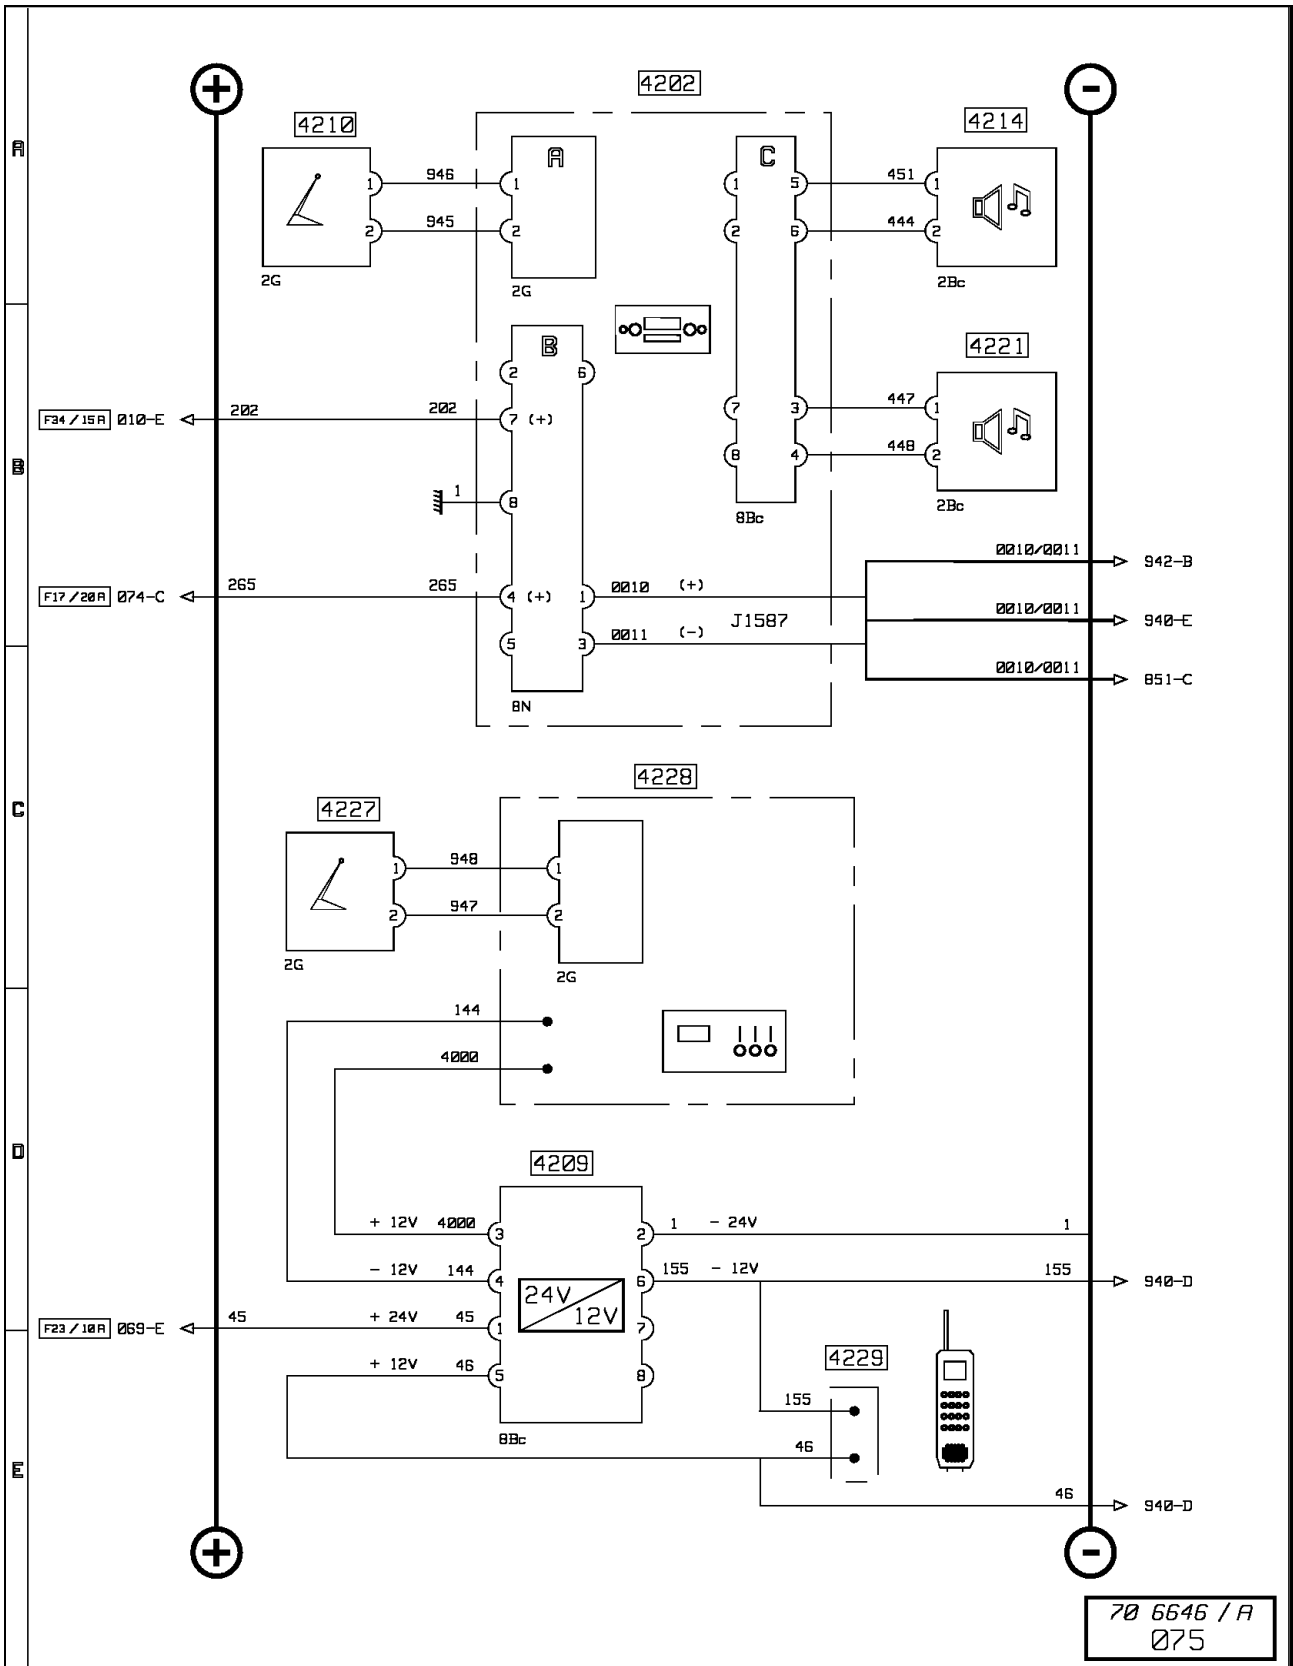 + -
4202
4210
4214
A
A
C
946
1
1
1
5
451
1
945
2
2
2
6
444
2
2G
2G
2Bc
B
4221
2
6
F34 / 15A 010-E
202
202
7 (+)
7
3
447
1
B
8
4
448
2
1
8
8Bc
2Bc
0010/0011
942-B
F17 / 20A 074-C
265
265
4 (+)
1
0010
(+)
0010/0011
940-E
J1587
5
3
0011
(-)
0010/0011
851-C
8N
4228
4227
C
1
948
1
2
947
2
2G
2G
144
4000
D
4209
+ 12V 4000
3
2
1
- 24V
1
- 12V 144
4
6
155
- 12V
155
940-D
24V
12V
F23 / 10A 069-E
45
+ 24V 45
1
7
4229
+ 12V 46
5
8
155
8Bc
46
E
46
940-D
+ -
70 6646 / A
075